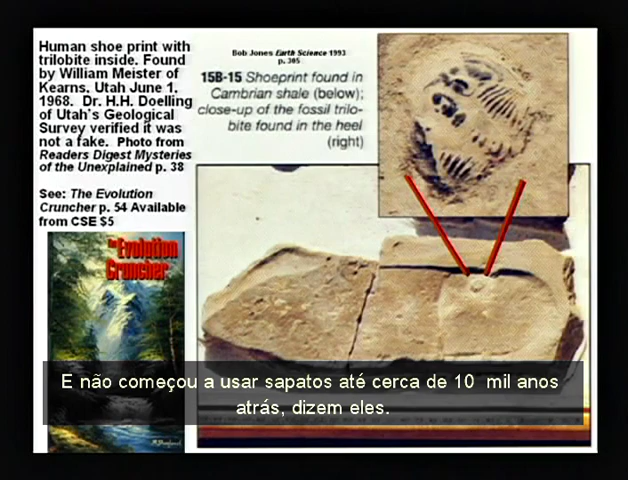 Human shoe print with
trilobite inside. Found
by William Meister of
Kearns, Utah June 1,
1968. Dr. H.H. Doelling
of Utah's Geological
Survey verified it was
not a fake. Photo from
Readers Digest Mysteries
of the Unexplained p. 38
See: The Evolution
Cruncher p. 54 Available
from CSE $5
Bob Jones Earth Science 1993
p. 305
15B-15 Shoeprint found in
Cambrian shale (below);
close-up of the fossil trilo-
bite found in the heel
(right)
The Evolution
Cruncher
E não começou a usar sapatos até cerca de 10 mil anos
atrás, dizem eles.